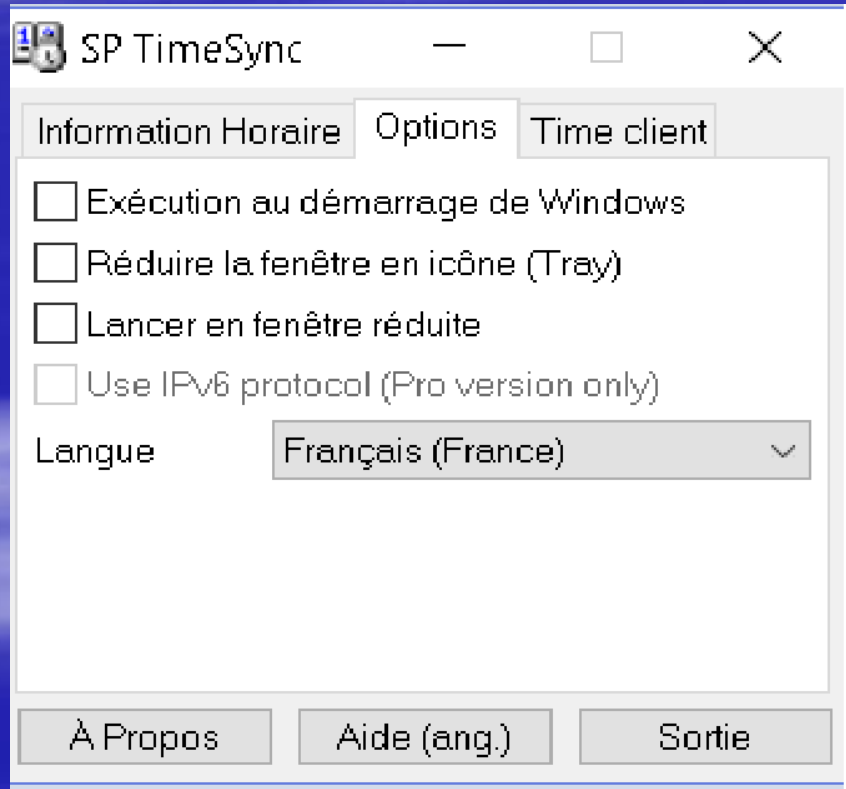 SP TimeSync
Information Horaire Options Time client
Exécution au démarrage de Windows
Réduire la fenêtre en icône (Tray)
Lancer en fenêtre réduite
Use IPv6 protocol (Pro version only)
Langue Français (France)
À Propos Aide (ang.) Sortie